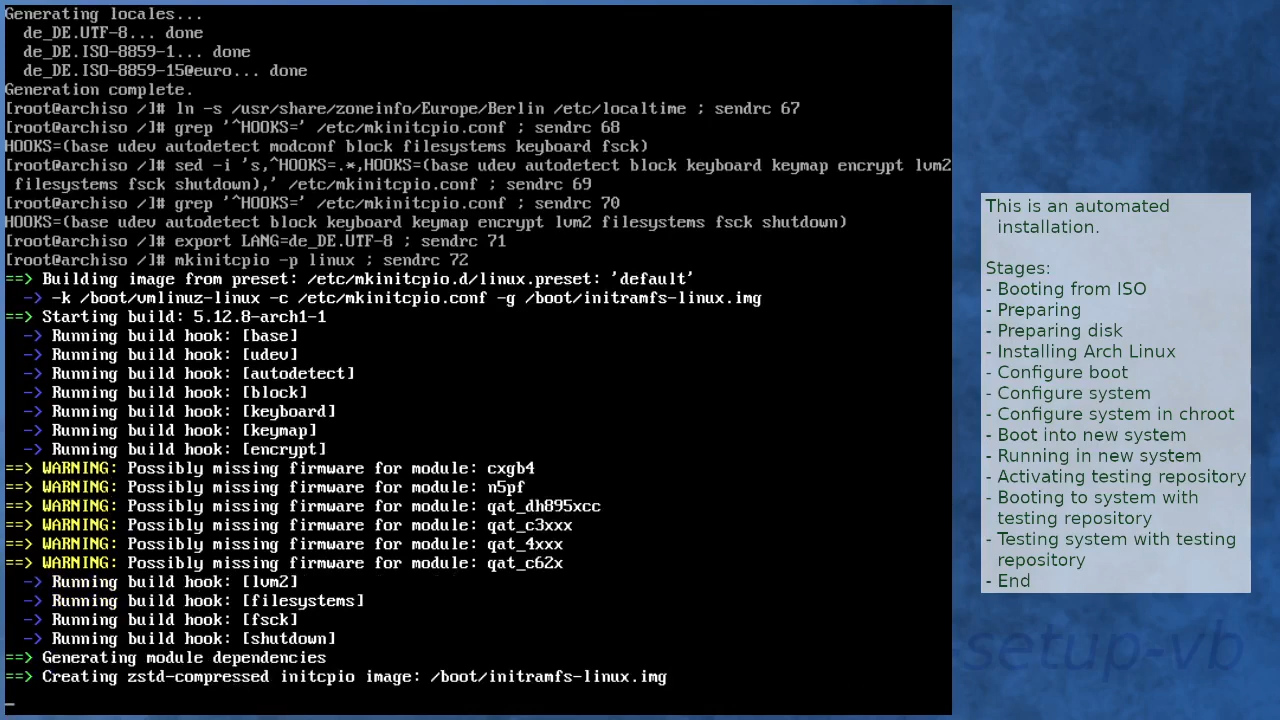 Generating locales...
  de_DE.UTF-8... done
  de_DE.ISO-8859-1... done
  de_DE.ISO-8859-15@euro... done
Generation complete.
[root@archiso /]# ln -s /usr/share/zoneinfo/Europe/Berlin /etc/localtime ; sendrc 67
[root@archiso /]# grep '^HOOKS=' /etc/mkinitcpio.conf ; sendrc 68
HOOKS=(base udev autodetect modconf block filesystems keyboard fsck)
[root@archiso /]# sed -i 's,^HOOKS=.*,HOOKS=(base udev autodetect block keyboard keymap encrypt lvm2
 filesystems fsck shutdown),' /etc/mkinitcpio.conf ; sendrc 69
[root@archiso /]# grep '^HOOKS=' /etc/mkinitcpio.conf ; sendrc 70
HOOKS=(base udev autodetect block keyboard keymap encrypt lvm2 filesystems fsck shutdown)
[root@archiso /]# export LANG=de_DE.UTF-8 ; sendrc 71
[root@archiso /]# mkinitcpio -p linux ; sendrc 72
==> Building image from preset: /etc/mkinitcpio.d/linux.preset: 'default'
  -> -k /boot/vmlinuz-linux -c /etc/mkinitcpio.conf -g /boot/initramfs-linux.img
==> Starting build: 5.12.8-arch1-1
  -> Running build hook: [base]
  -> Running build hook: [udev]
  -> Running build hook: [autodetect]
  -> Running build hook: [block]
  -> Running build hook: [keyboard]
  -> Running build hook: [keymap]
  -> Running build hook: [encrypt]
==> WARNING: Possibly missing firmware for module: cxgb4
==> WARNING: Possibly missing firmware for module: n5pf
==> WARNING: Possibly missing firmware for module: qat_dh895xcc
==> WARNING: Possibly missing firmware for module: qat_c3xxx
==> WARNING: Possibly missing firmware for module: qat_4xxx
==> WARNING: Possibly missing firmware for module: qat_c62x
  -> Running build hook: [lvm2]
  -> Running build hook: [filesystems]
  -> Running build hook: [fsck]
  -> Running build hook: [shutdown]
==> Generating module dependencies
==> Creating zstd-compressed initcpio image: /boot/initramfs-linux.img
This is an automated
installation.
Stages:
- Booting from ISO
- Preparing
- Preparing disk
- Installing Arch Linux
- Configure boot
- Configure system
- Configure system in chroot
- Boot into new system
- Running in new system
- Activating testing repository
- Booting to system with
testing repository
- Testing system with testing
repository
- End
-setup-vb